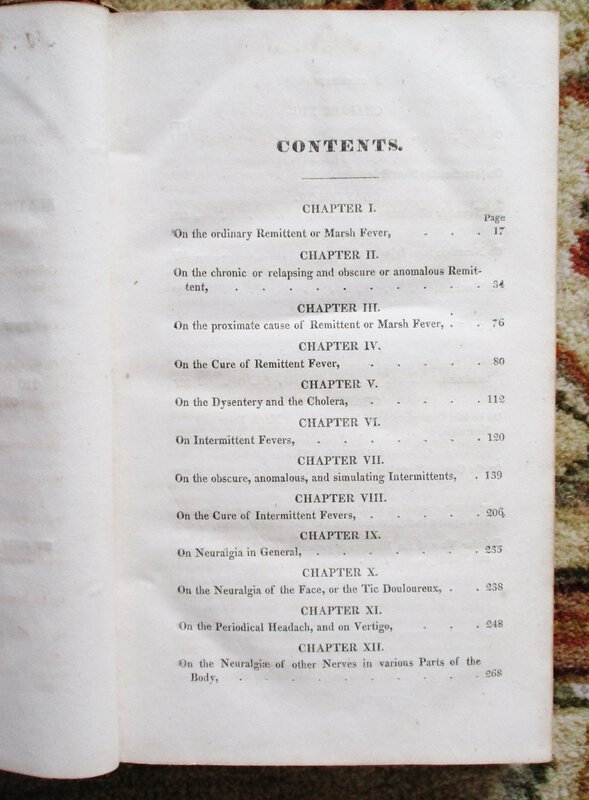 CONTENTS.
CHAPTER I.
Page
On the ordinary Remittent or Marsh Fever, - . . 17
CHAPTER II.
On the chronic or relapsing and obscure or anomalous Remit-
tent, . . . . . . . . . . 34
CHAPTER III.
On the proximate cause of Remittent or Marsh Fever, . . 76
CHAPTER IV.
On the Cure of Remittent Fever, . . . . . 80
CHAPTER V.
On the Dysentery and the Cholera, . . . . . 112
CHAPTER VI.
On Intermittent Fevers, . . . . . . . 120
CHAPTER VII.
On the obscure, anomalous, and simulating Intermittents, . 139
CHAPTER VIII.
On the Cure of Intermittent Fevers, . . . . . 206
CHAPTER IX.
On Neuralgia in General, . . . . . . . 235
CHAPTER X.
On the Neuralgia of the Face, or the Tic Douloureux, . . 238
CHAPTER XI.
On the Periodical Headach, and on Vertigo, . . . 248
CHAPTER XII.
On the Neuralgiæ of other Nerves in various Parts of the
Body, . . . . . . . . . . 268